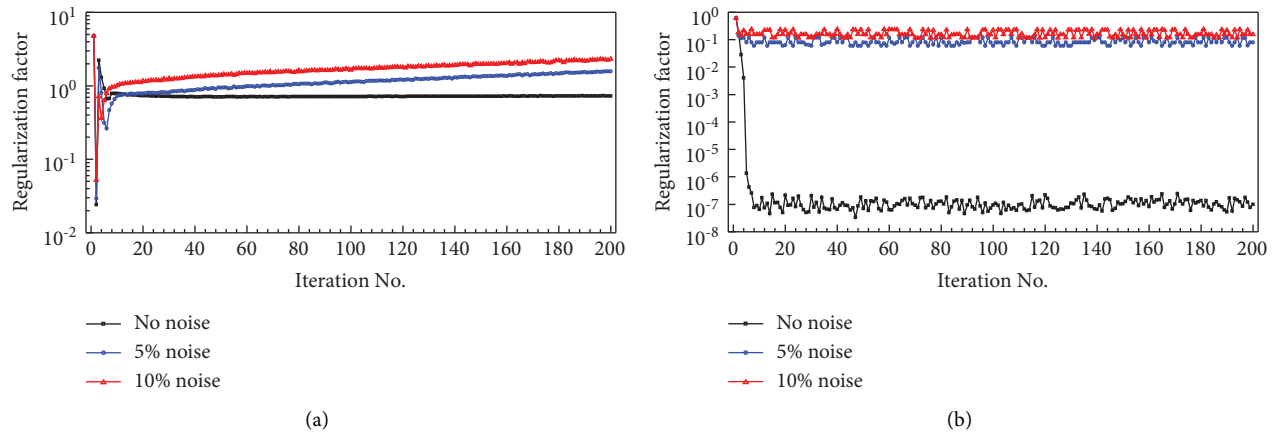 Regularization factor
10^1
10^0
10^-1
10^-2
0 20 40 60 80 100 120 140 160 180 200
Iteration No.
No noise
5% noise
10% noise
(a)
Regularization factor
10^0
10^-1
10^-2
10^-3
10^-4
10^-5
10^-6
10^-7
10^-8
0 20 40 60 80 100 120 140 160 180 200
Iteration No.
No noise
5% noise
10% noise
(b)